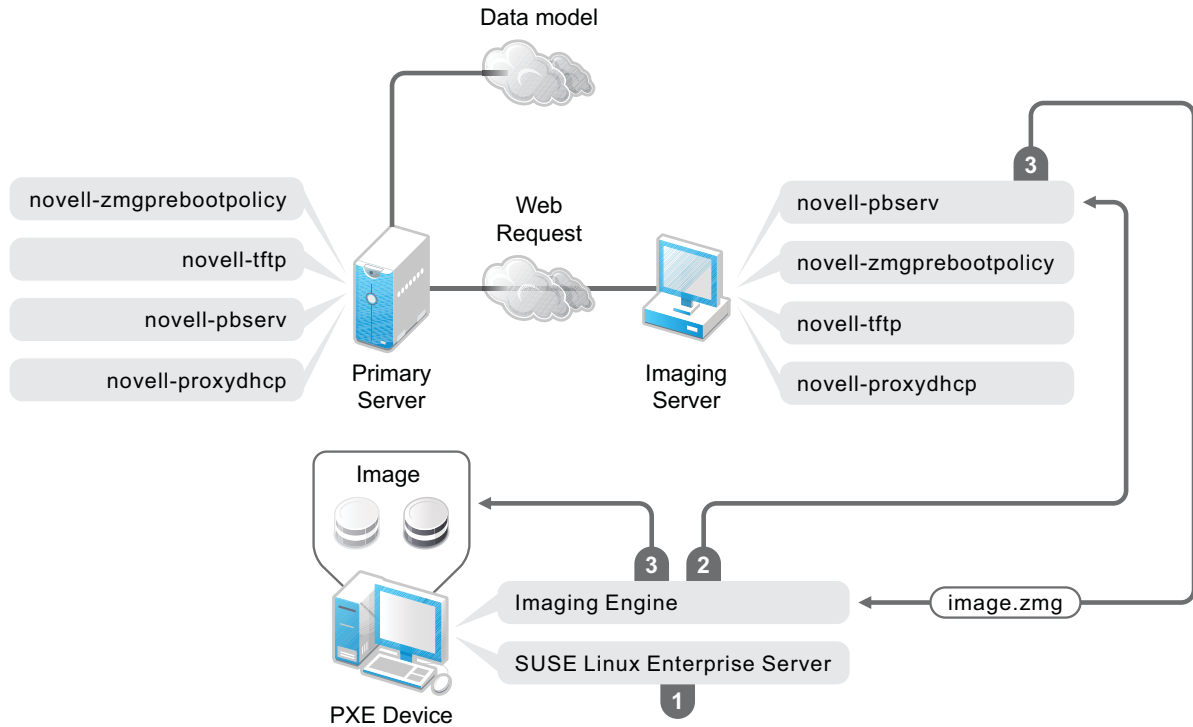 Data model
3
novell-zmgprebootpolicy
novell-tftp
novell-pbserv
novell-proxydhcp
Web
Request
novell-pbserv
novell-zmgprebootpolicy
novell-tftp
novell-proxydhcp
Primary
Server
Imaging
Server
Image
3
2
Imaging Engine
image.zmg
SUSE Linux Enterprise Server
1
PXE Device